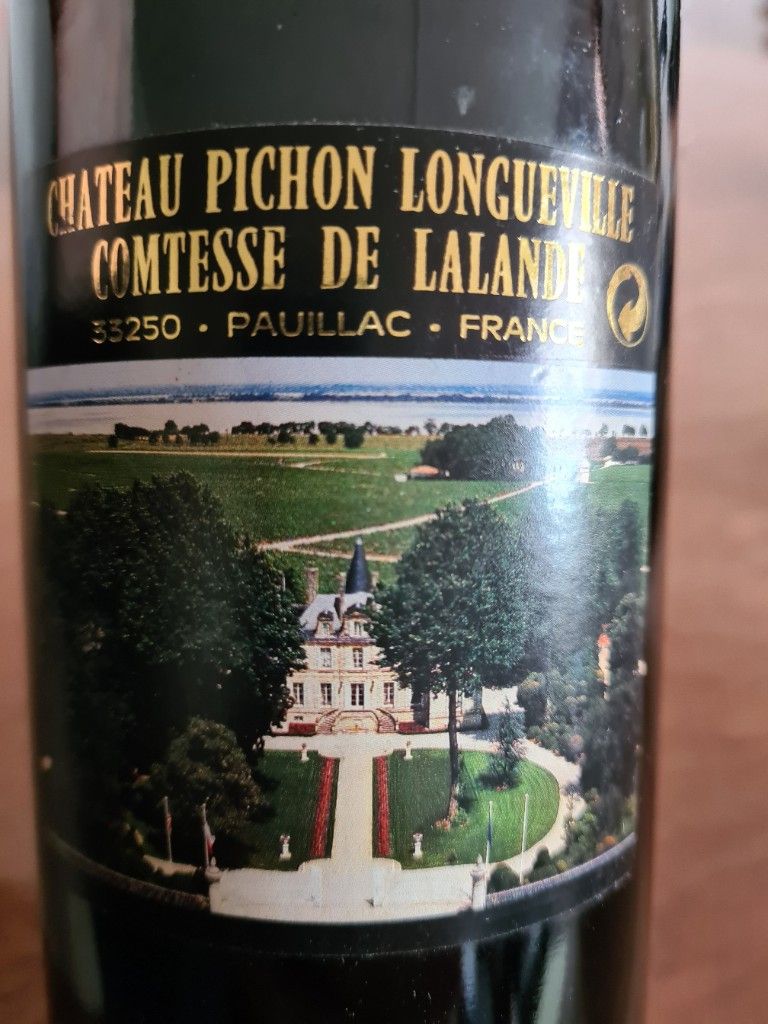 CHATEAU PICHON LONGUEVILLE
COMTESSE DE LALANDE
33250 • PAUILLAC • FRANCE